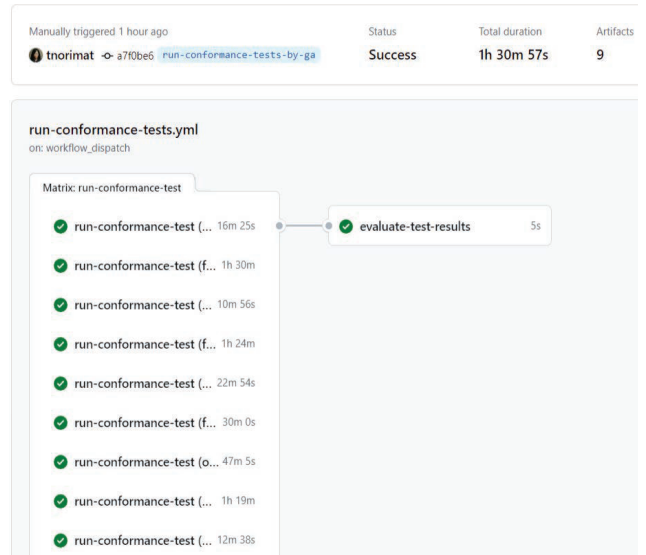 Manually triggered 1 hour ago
Status
Total duration
Artifacts
tnorimat a7f0be6 run-conformance-tests-by-ga
Success
1h 30m 57s
9
run-conformance-tests.yml
on: workflow_dispatch
Matrix: run-conformance-test
run-conformance-test (... 16m 25s
evaluate-test-results 5s
run-conformance-test (f... 1h 30m
run-conformance-test (... 10m 56s
run-conformance-test (f... 1h 24m
run-conformance-test (... 22m 54s
run-conformance-test (f... 30m 0s
run-conformance-test (o... 47m 5s
run-conformance-test (... 1h 19m
run-conformance-test (... 12m 38s